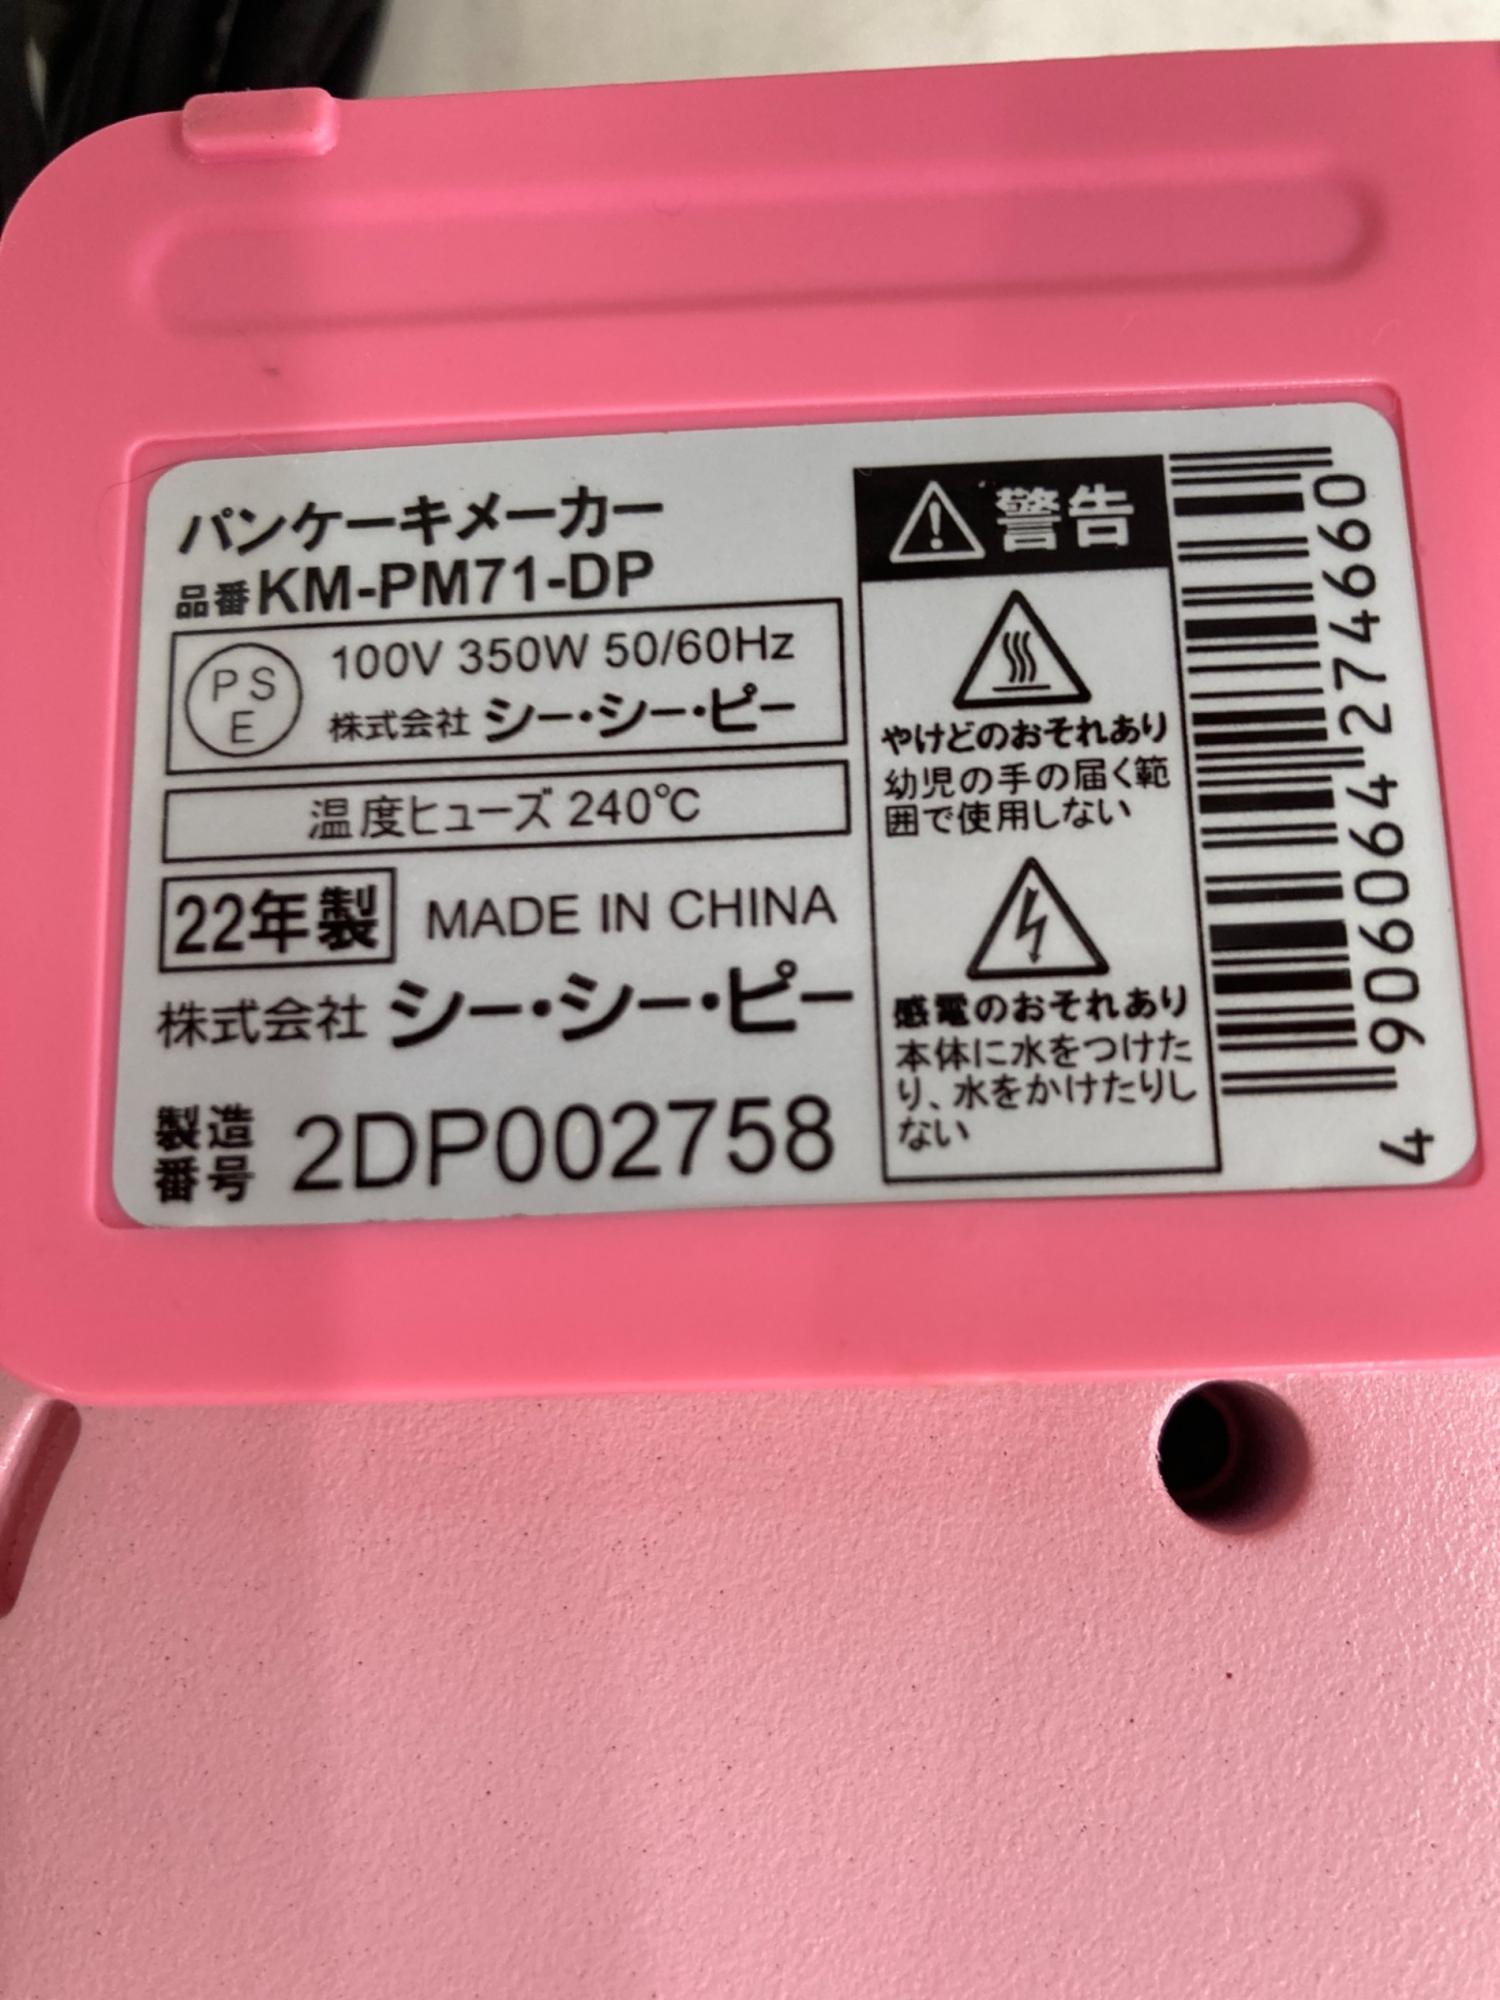 パンケーキメーカー
品番KM-PM71-DP
PS
E
100V 350W 50/60Hz
株式会社 シー・シー・ピー
温度ヒューズ 240℃
22年製 MADE IN CHINA
株式会社 シー・シー・ピー
製造番号 2DP002758
警告
やけどのおそれあり
幼児の手の届く範
囲で使用しない
感電のおそれあり
本体に水をつけた
り、水をかけたりし
ない
4 906064 274660